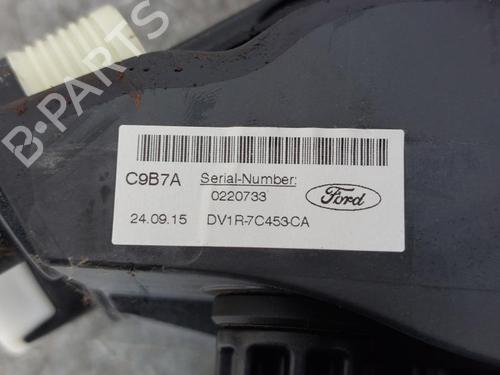 B-PARTS
C9B7A Serial-Number:
0220733
Ford
24.09.15 DV1R-7C453-CA